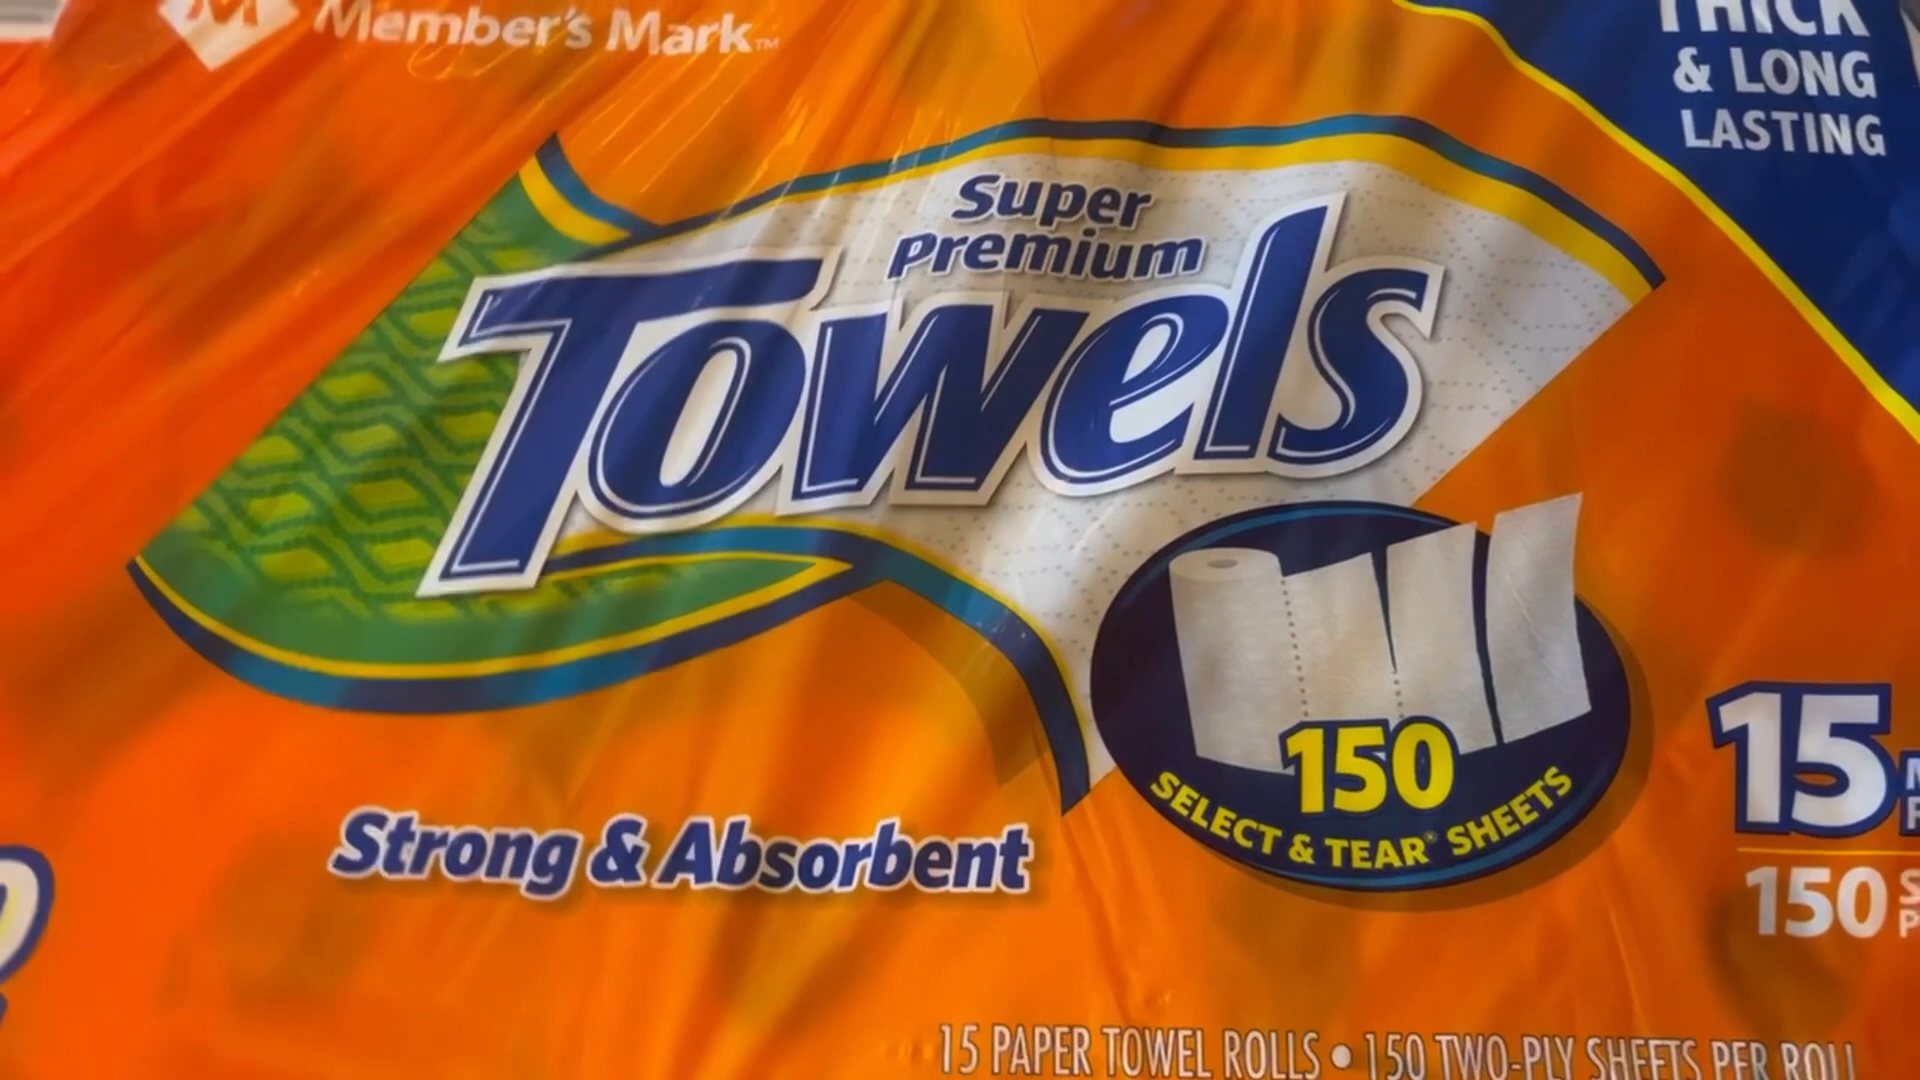 Member's Mark™
THICK
& LONG
LASTING
Super
Premium
Towels
150
SELECT & TEAR® SHEETS
Strong & Absorbent
15
150
15 PAPER TOWEL ROLLS • 150 TWO-PLY SHEETS PER ROLL